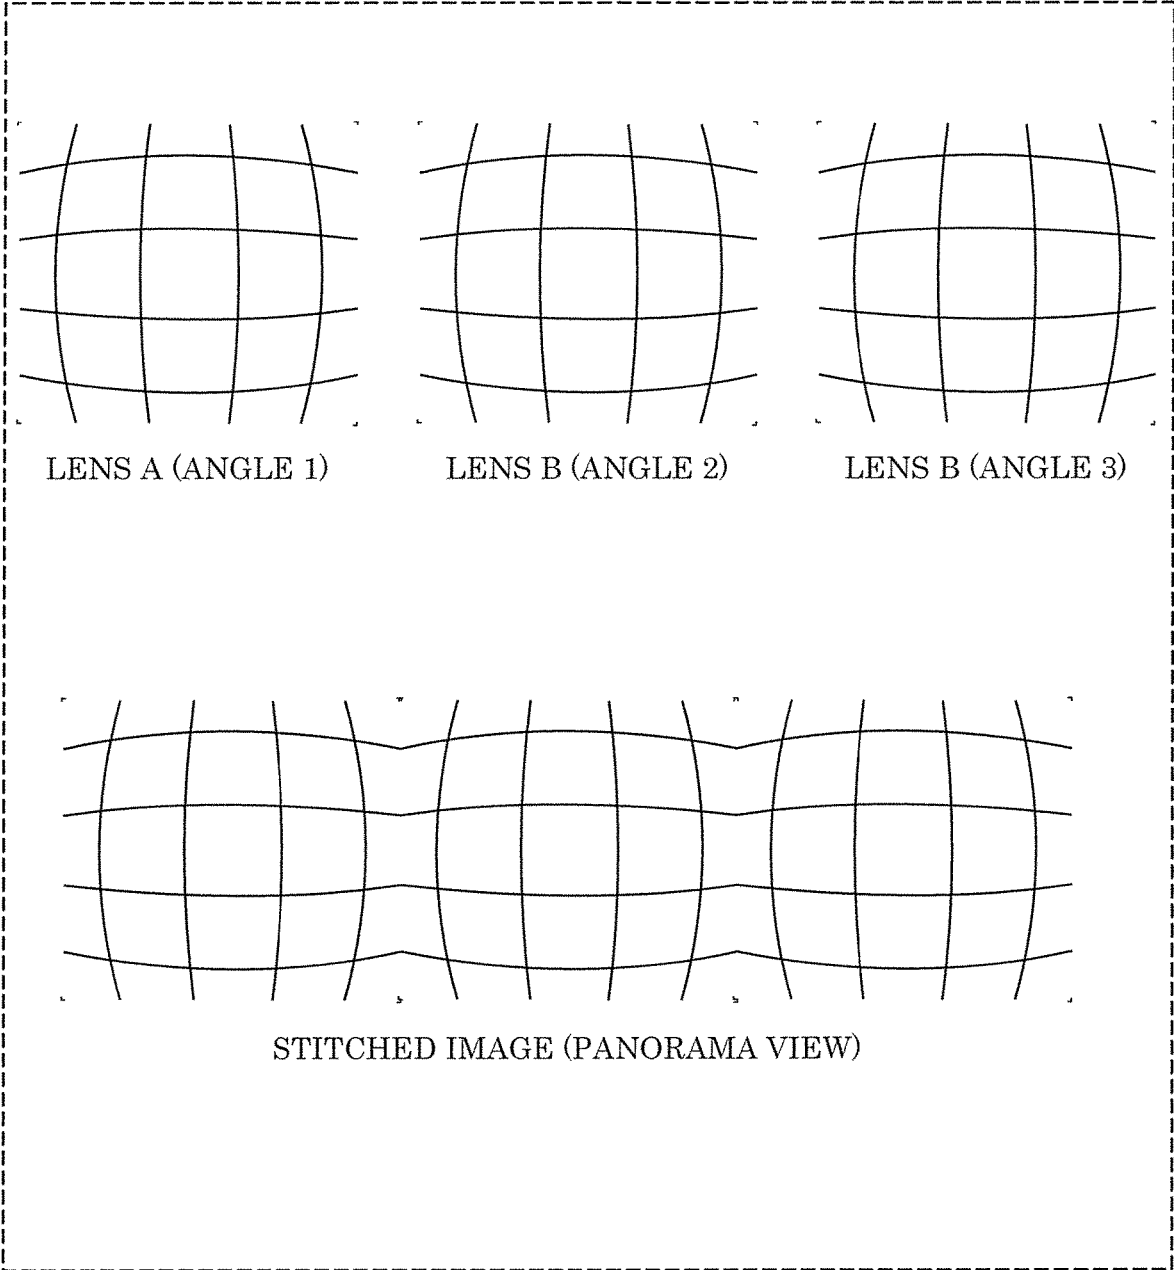 LENS A (ANGLE 1)
LENS B (ANGLE 2)
LENS B (ANGLE 3)
STITCHED IMAGE (PANORAMA VIEW)